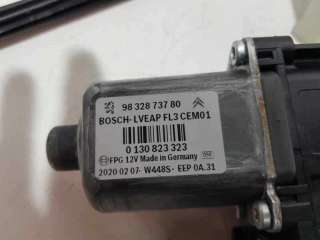 98 328 737 80
BOSCH-LVEAP FL3 CEM01
0 130 823 323
FPG 12V Made in Germany
2020 02 07- W448S- EEP 0A.31